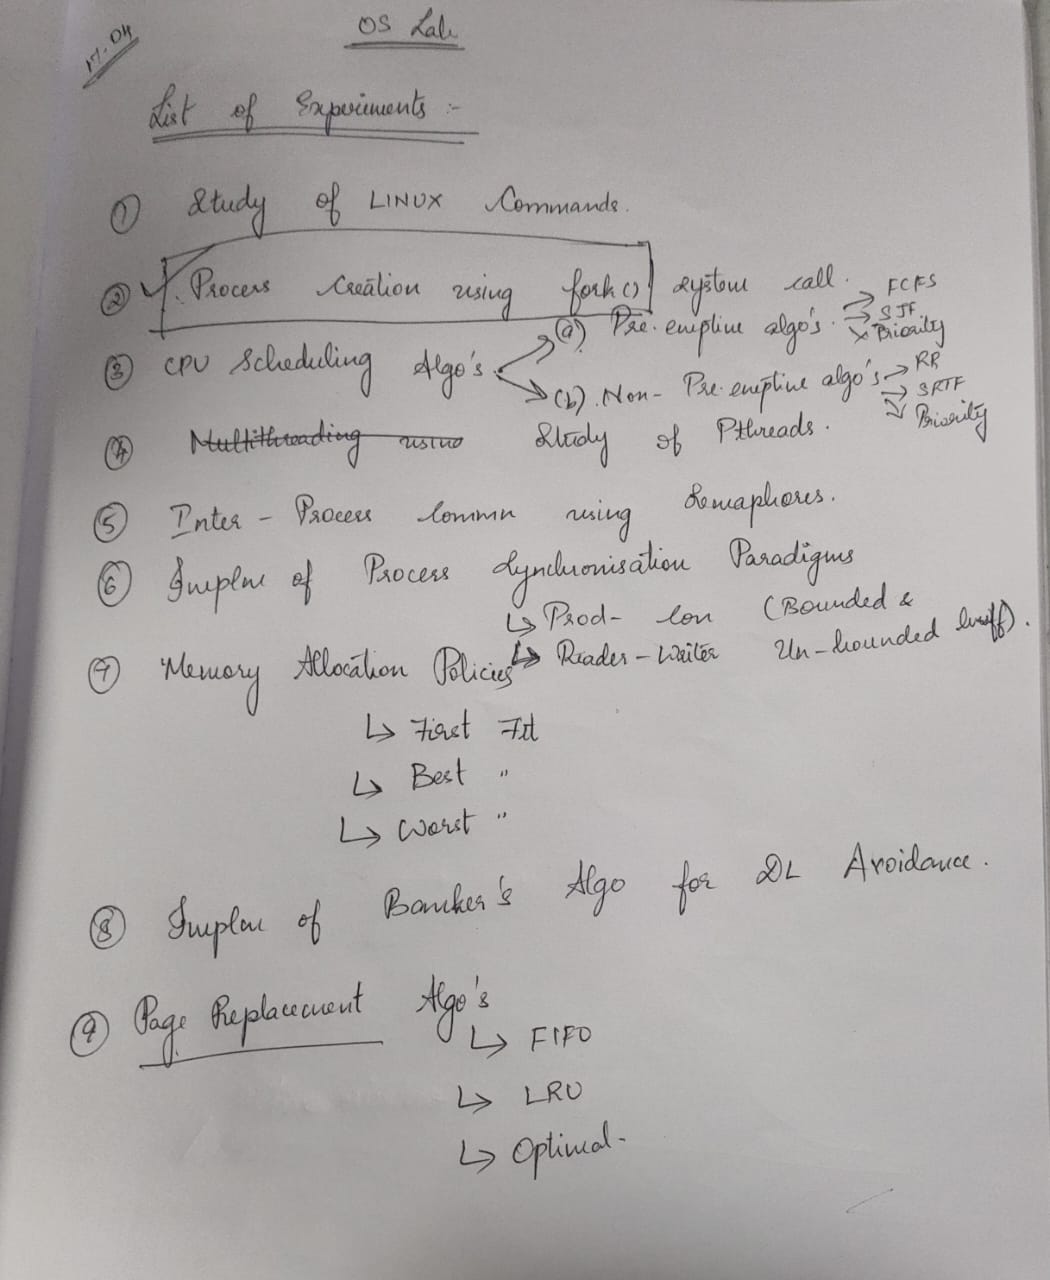 17.04
OS Lab
List of Experiments :-
① Study of LINUX Commands.
② Process Creation using fork() system call.
③ CPU Scheduling Algo's.
(a) Pre-emptive algo's. → FCFS
→ SJF
→ Priority
(b). Non-Pre-emptive algo's → RR
→ SRTF
→ Priority
④ Multithreading using Study of Pthreads.
⑤ Inter-Process Commn using Semaphores.
⑥ Implm of Process Synchronisation Paradigms
↳ Prod-Con (Bounded &
Un-bounded buff).
↳ Reader-Writer
⑦ Memory Allocation Policies
↳ First Fit
↳ Best "
↳ Worst "
⑧ Implm of Banker's Algo for DL Avoidance.
⑨ Page Replacement Algo's
↳ FIFO
↳ LRU
↳ Optimal-